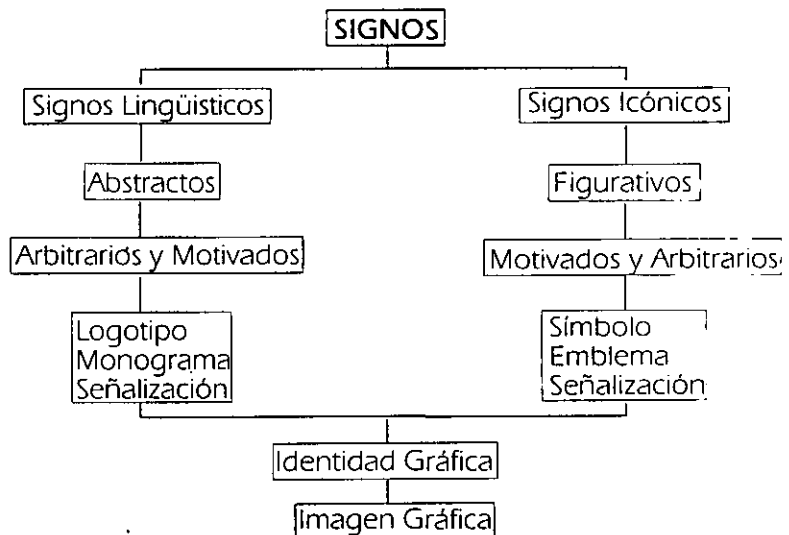 SIGNOS
Signos Lingüisticos
Signos Icónicos
Abstractos
Figurativos
Arbitrarios y Motivados
Motivados y Arbitrarios
Logotipo
Monograma
Señalización
Símbolo
Emblema
Señalización
Identidad Gráfica
Imagen Gráfica